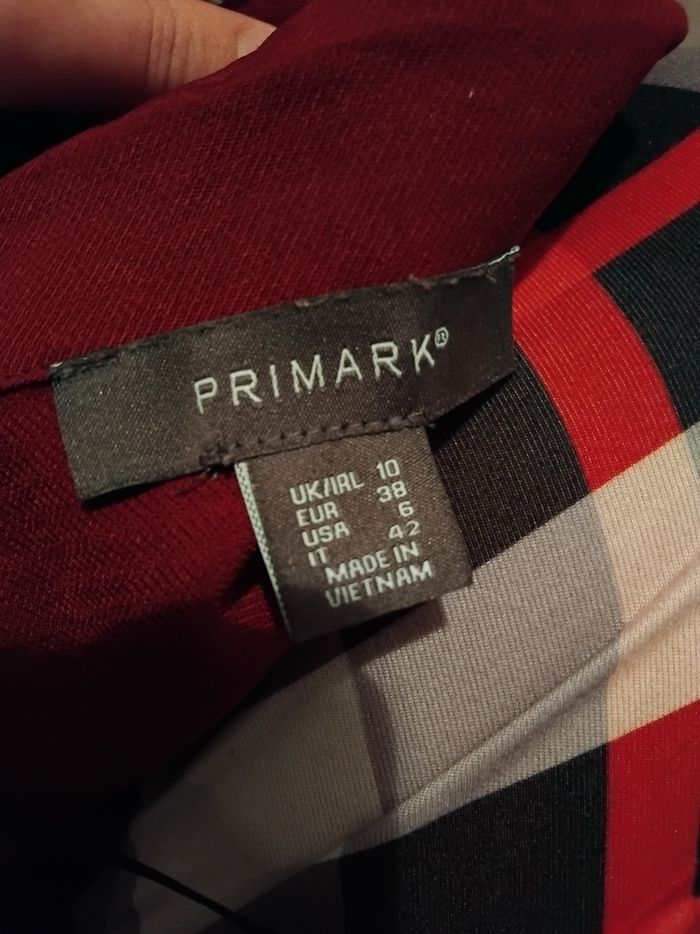 PRIMARK®
UK/IRL 10
EUR 38
USA 6
IT 42
MADE IN
VIETNAM